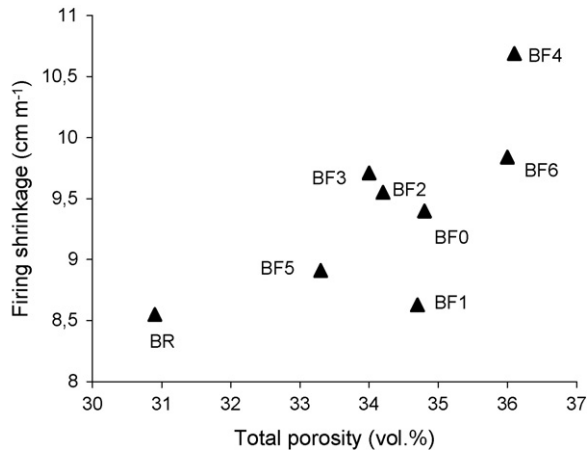 11
10,5
10
9,5
9
8,5
8
Firing shrinkage (cm m-1)
BF4
BF6
BF3
BF2
BF0
BF5
BF1
BR
30 31 32 33 34 35 36 37
Total porosity (vol.%)